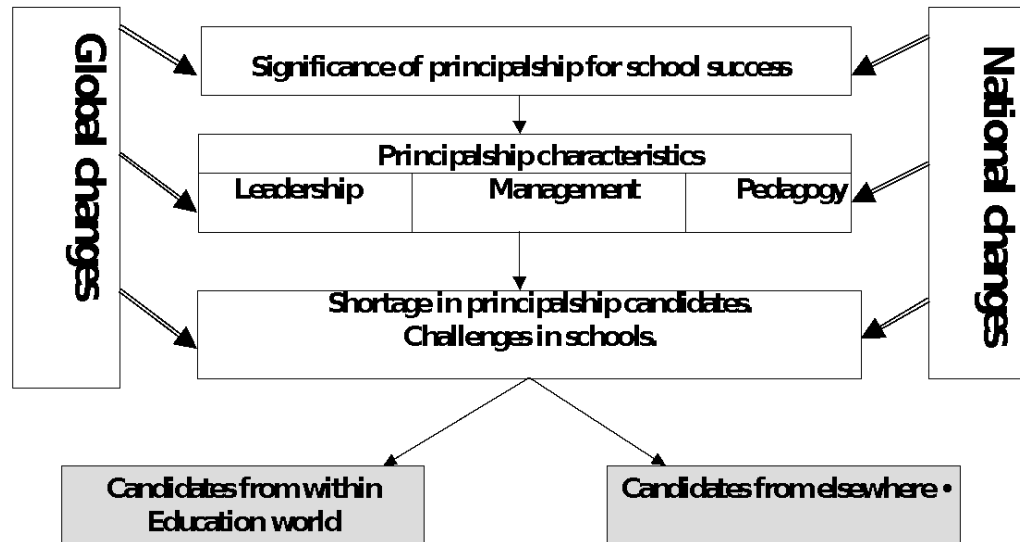 Global changes
Significance of principalship for school success
National changes
Principalship characteristics
Leadership Management Pedagogy
Shortage in principalship candidates.
Challenges in schools.
Candidates from within
Education world
Candidates from elsewhere •